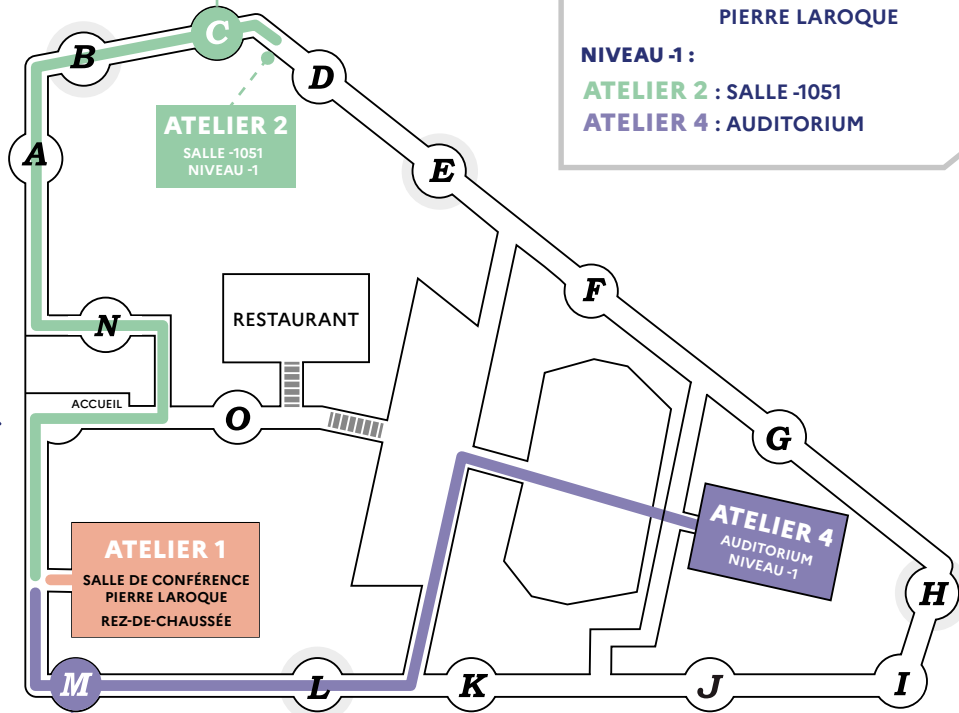 PIERRE LAROQUE
NIVEAU -1 :
ATELIER 2 : SALLE -1051
ATELIER 4 : AUDITORIUM
C
B
D
ATELIER 2
SALLE -1051
NIVEAU -1
A
E
F
N
RESTAURANT
ACCUEIL
O
G
ATELIER 4
AUDITORIUM
NIVEAU -1
ATELIER 1
SALLE DE CONFÉRENCE
PIERRE LAROQUE
REZ-DE-CHAUSSÉE
H
M
L
K
J
I